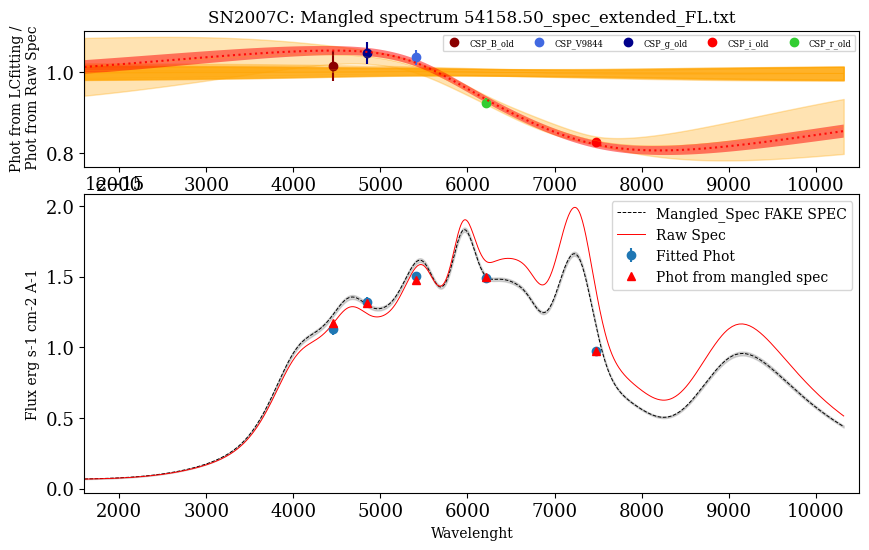 SN2007C: Mangled spectrum 54158.50_spec_extended_FL.txt
Phot from LCfitting /
Phot from Raw Spec
CSP_B_old CSP_V9844 CSP_g_old CSP_i_old CSP_r_old
1.0
0.8
2000 3000 4000 5000 6000 7000 8000 9000 10000
Flux erg s-1 cm-2 A-1
2.0
1.5
1.0
0.5
0.0
Mangled_Spec FAKE SPEC
Raw Spec
Fitted Phot
Phot from mangled spec
2000 3000 4000 5000 6000 7000 8000 9000 10000
Wavelenght